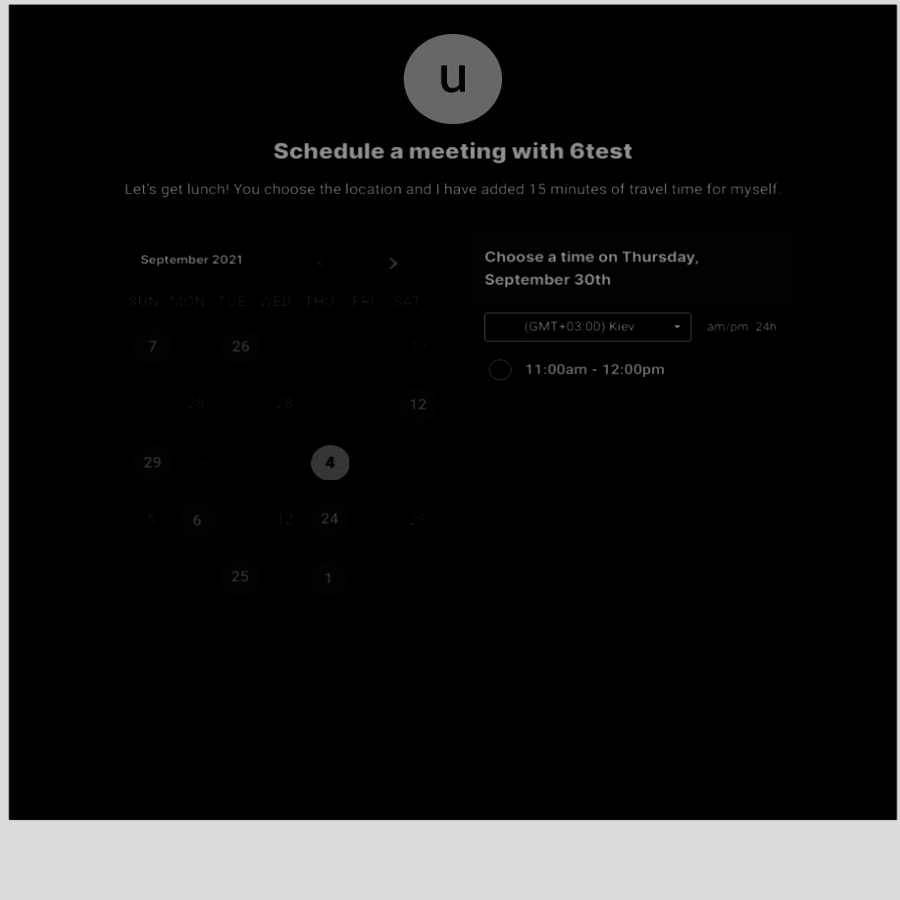 u
Schedule a meeting with 6test
Let's get lunch! You choose the location and I have added 15 minutes of travel time for myself.
September 2021
SUN MON TUE WED THU FRI SAT
7 26 19
28 28 12
29 4
5 6 12 24 28
25 1
Choose a time on Thursday,
September 30th
(GMT+03:00) Kiev am/pm 24h
11:00am - 12:00pm